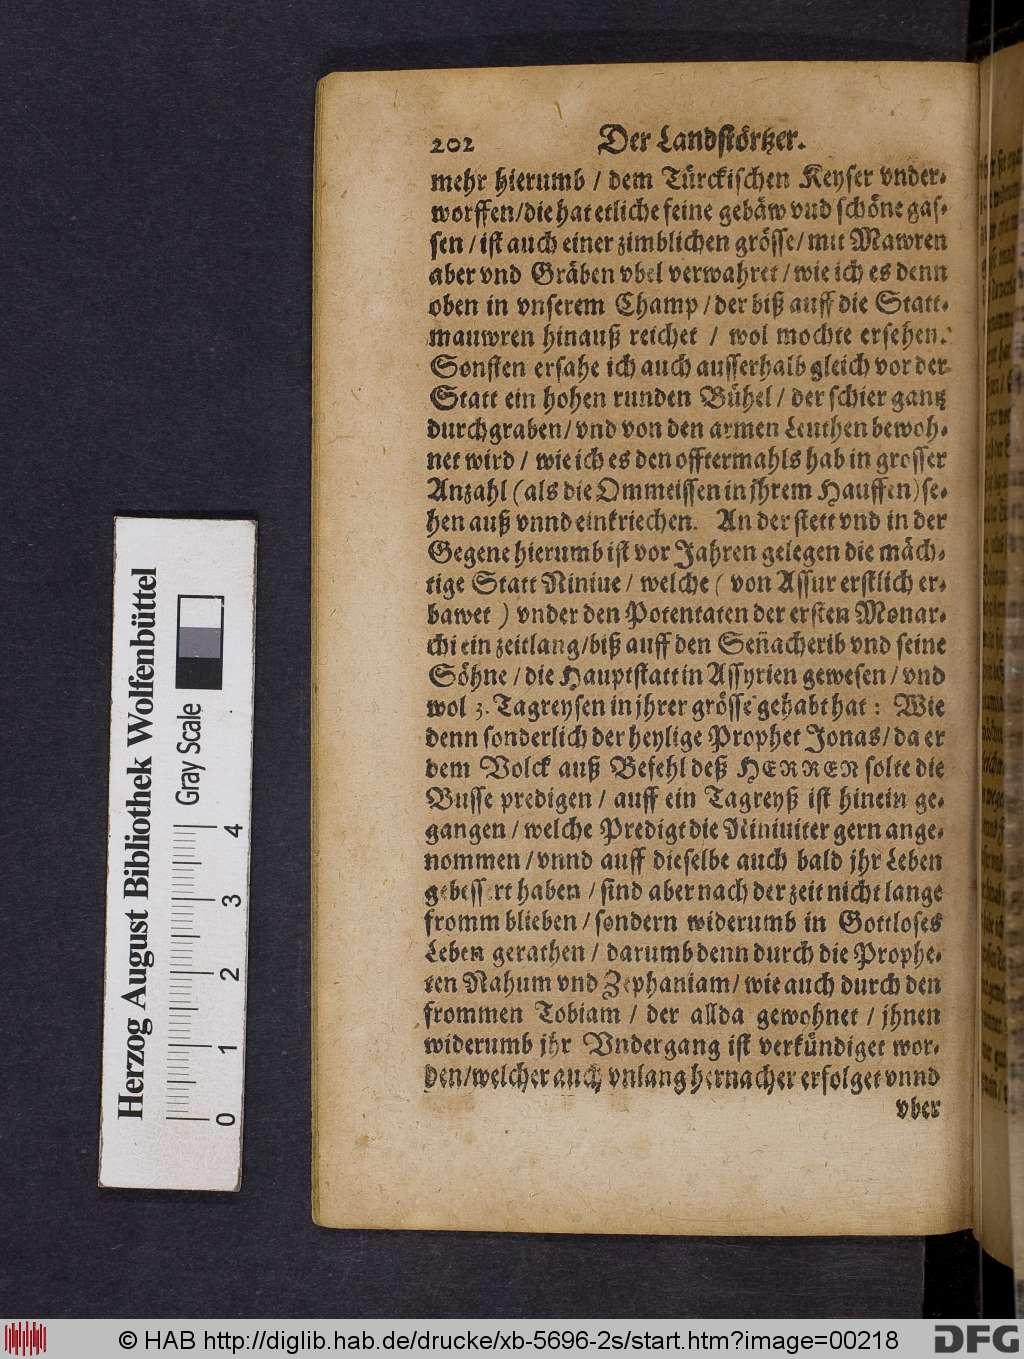 202 Der Landstörtzer.
mehr hierumb / dem Türckischen Keyser vnder-
worffen/die hat etliche feine gebäw vnd schöne gas-
sen / ist auch einer zimblichen grösse/ mit Mawren
aber vnd Gräben vbel verwahret / wie ich es denn
oben in vnserem Champ / der biß auff die Statt-
mauwren hinauß reichet / wol mochte ersehen.
Sonsten ersahe ich auch ausserhalb gleich vor der
Statt ein hohen runden Bühel / der schier gantz
durchgraben/ vnd von den armen Leuthen bewoh-
net wird / wie ich es den offtermahls hab in grosser
Anzahl (als die Ommeissen in jhrem Hauffen) se-
hen auß vnnd einkriechen. An der stett vnd in der
Gegene hierumb ist vor Jahren gelegen die mäch-
tige Statt Niniue / welche ( von Assur erstlich er-
bawet ) vnder den Potentaten der ersten Monar-
chi ein zeitlang/biß auff den Señacherib vnd seine
Söhne / die Hauptstatt in Assyrien gewesen / vnd
wol 3. Tagreysen in jhrer grösse gehabt hat : Wie
denn sonderlich der heylige Prophet Jonas/ da er
dem Volck auß Befehl deß HERREN solte die
Busse predigen / auff ein Tagreyß ist hinein ge-
gangen / welche Predigt die Niniuiter gern ange-
nommen / vnnd auff dieselbe auch bald jhr Leben
gebessert haben / sind aber nach der zeit nicht lange
fromm blieben / sondern widerumb in Gottloses
Leben gerathen / darumb denn durch die Prophe-
ten Nahum vnd Zephaniam/ wie auch durch den
frommen Tobiam / der allda gewohnet / jhnen
widerumb jhr Vndergang ist verkündiget wor-
den/welcher auch vnlang hernacher erfolget vnnd
vber
Herzog August Bibliothek Wolfenbüttel
Gray Scale
0 1 2 3 4
© HAB http://diglib.hab.de/drucke/xb-5696-2s/start.htm?image=00218
DFG